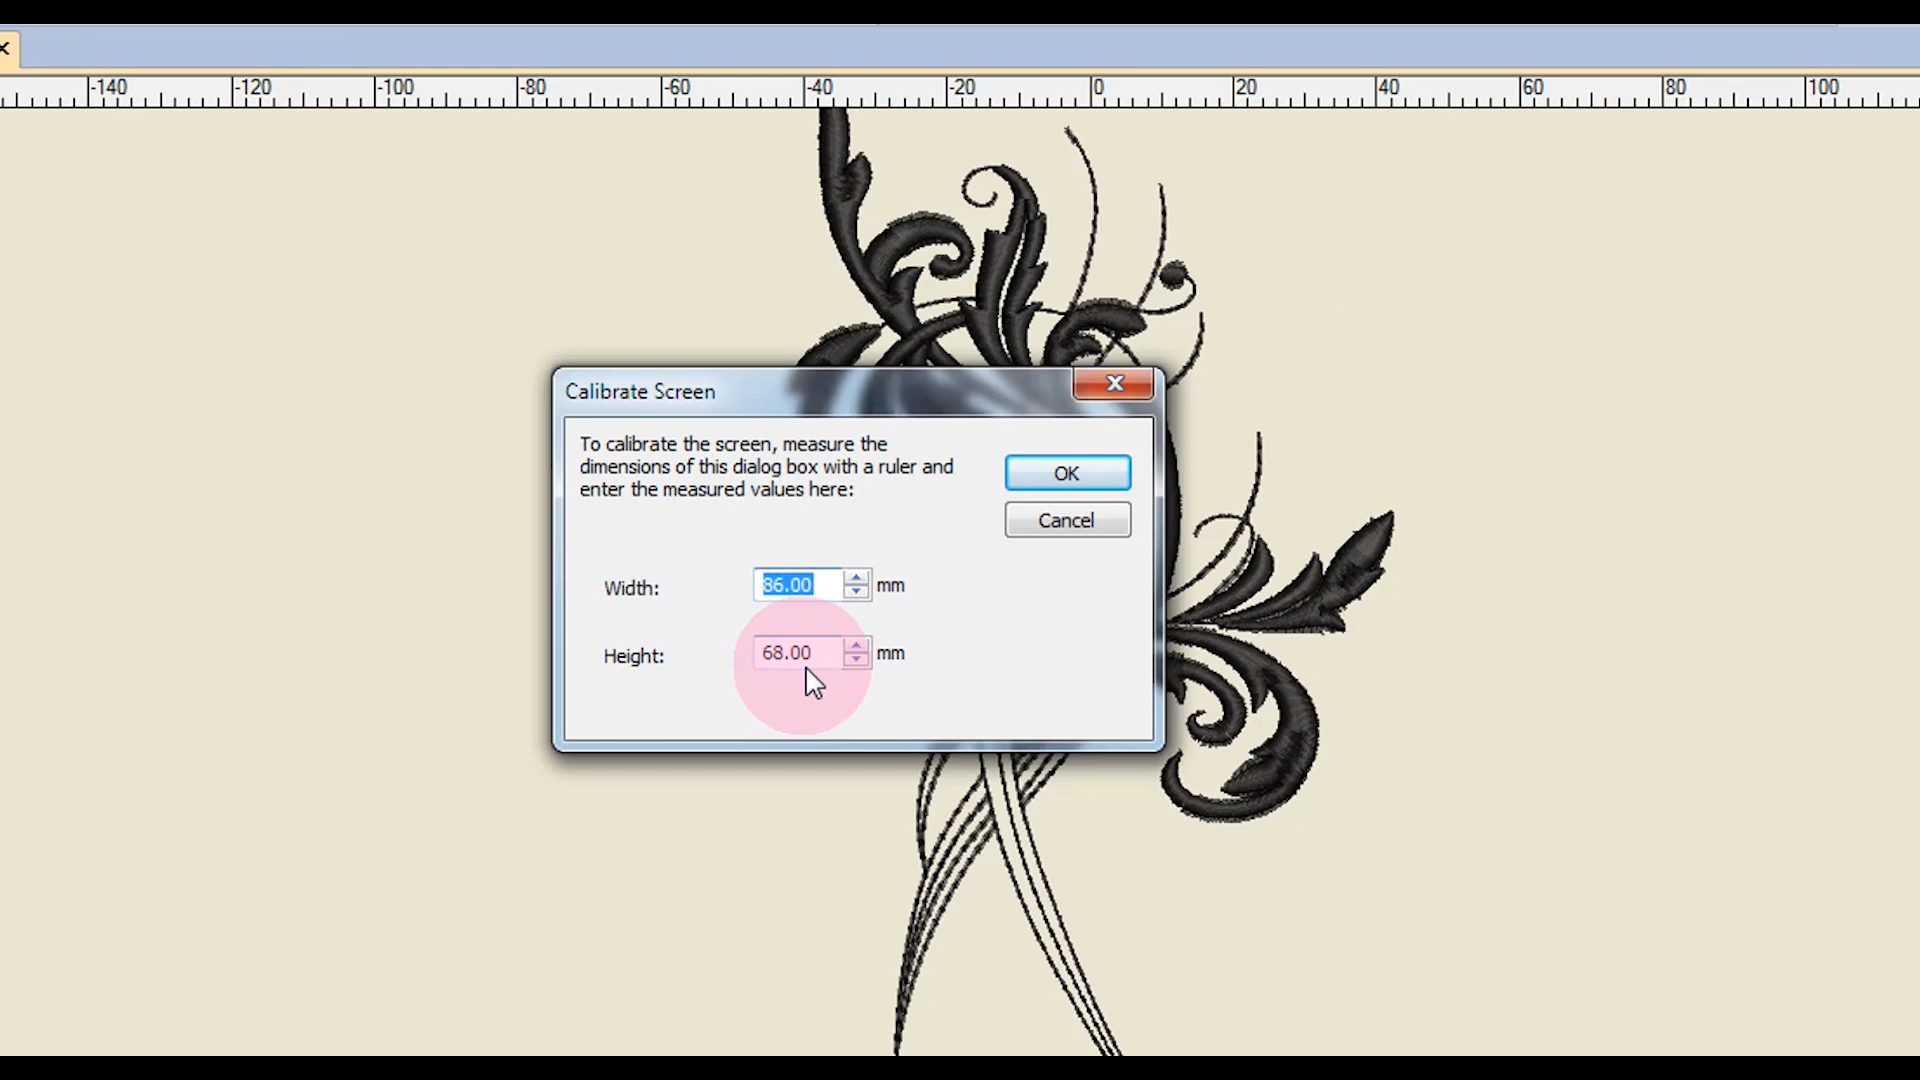 -140 -120 -100 -80 -60 -40 -20 0 20 40 60 80 100
Calibrate Screen
To calibrate the screen, measure the
dimensions of this dialog box with a ruler and
enter the measured values here:
OK
Cancel
Width: 86.00 mm
Height: 68.00 mm